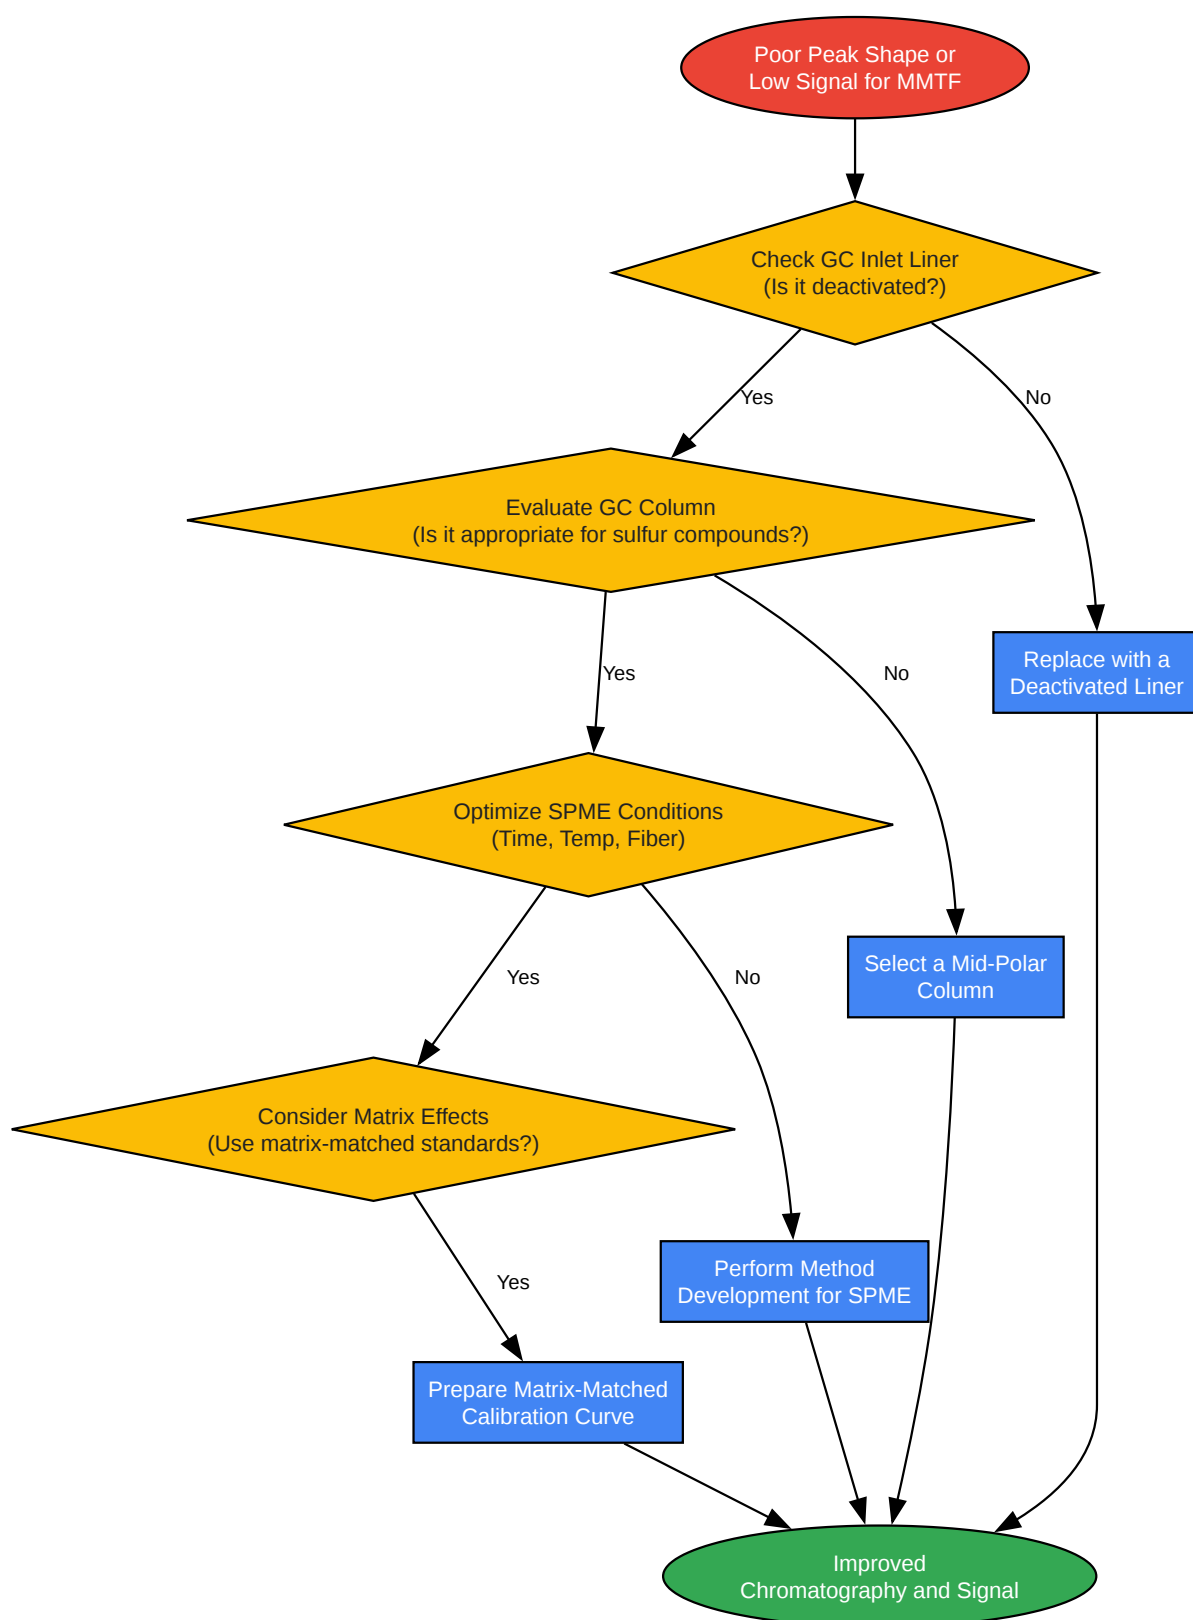 Poor Peak Shape or
Low Signal for MMTF
Check GC Inlet Liner
(Is it deactivated?)
Yes
No
Evaluate GC Column
(Is it appropriate for sulfur compounds?)
Yes
No
Replace with a
Deactivated Liner
Optimize SPME Conditions
(Time, Temp, Fiber)
Yes
No
Select a Mid-Polar
Column
Consider Matrix Effects
(Use matrix-matched standards?)
Yes
Perform Method
Development for SPME
Prepare Matrix-Matched
Calibration Curve
Improved
Chromatography and Signal